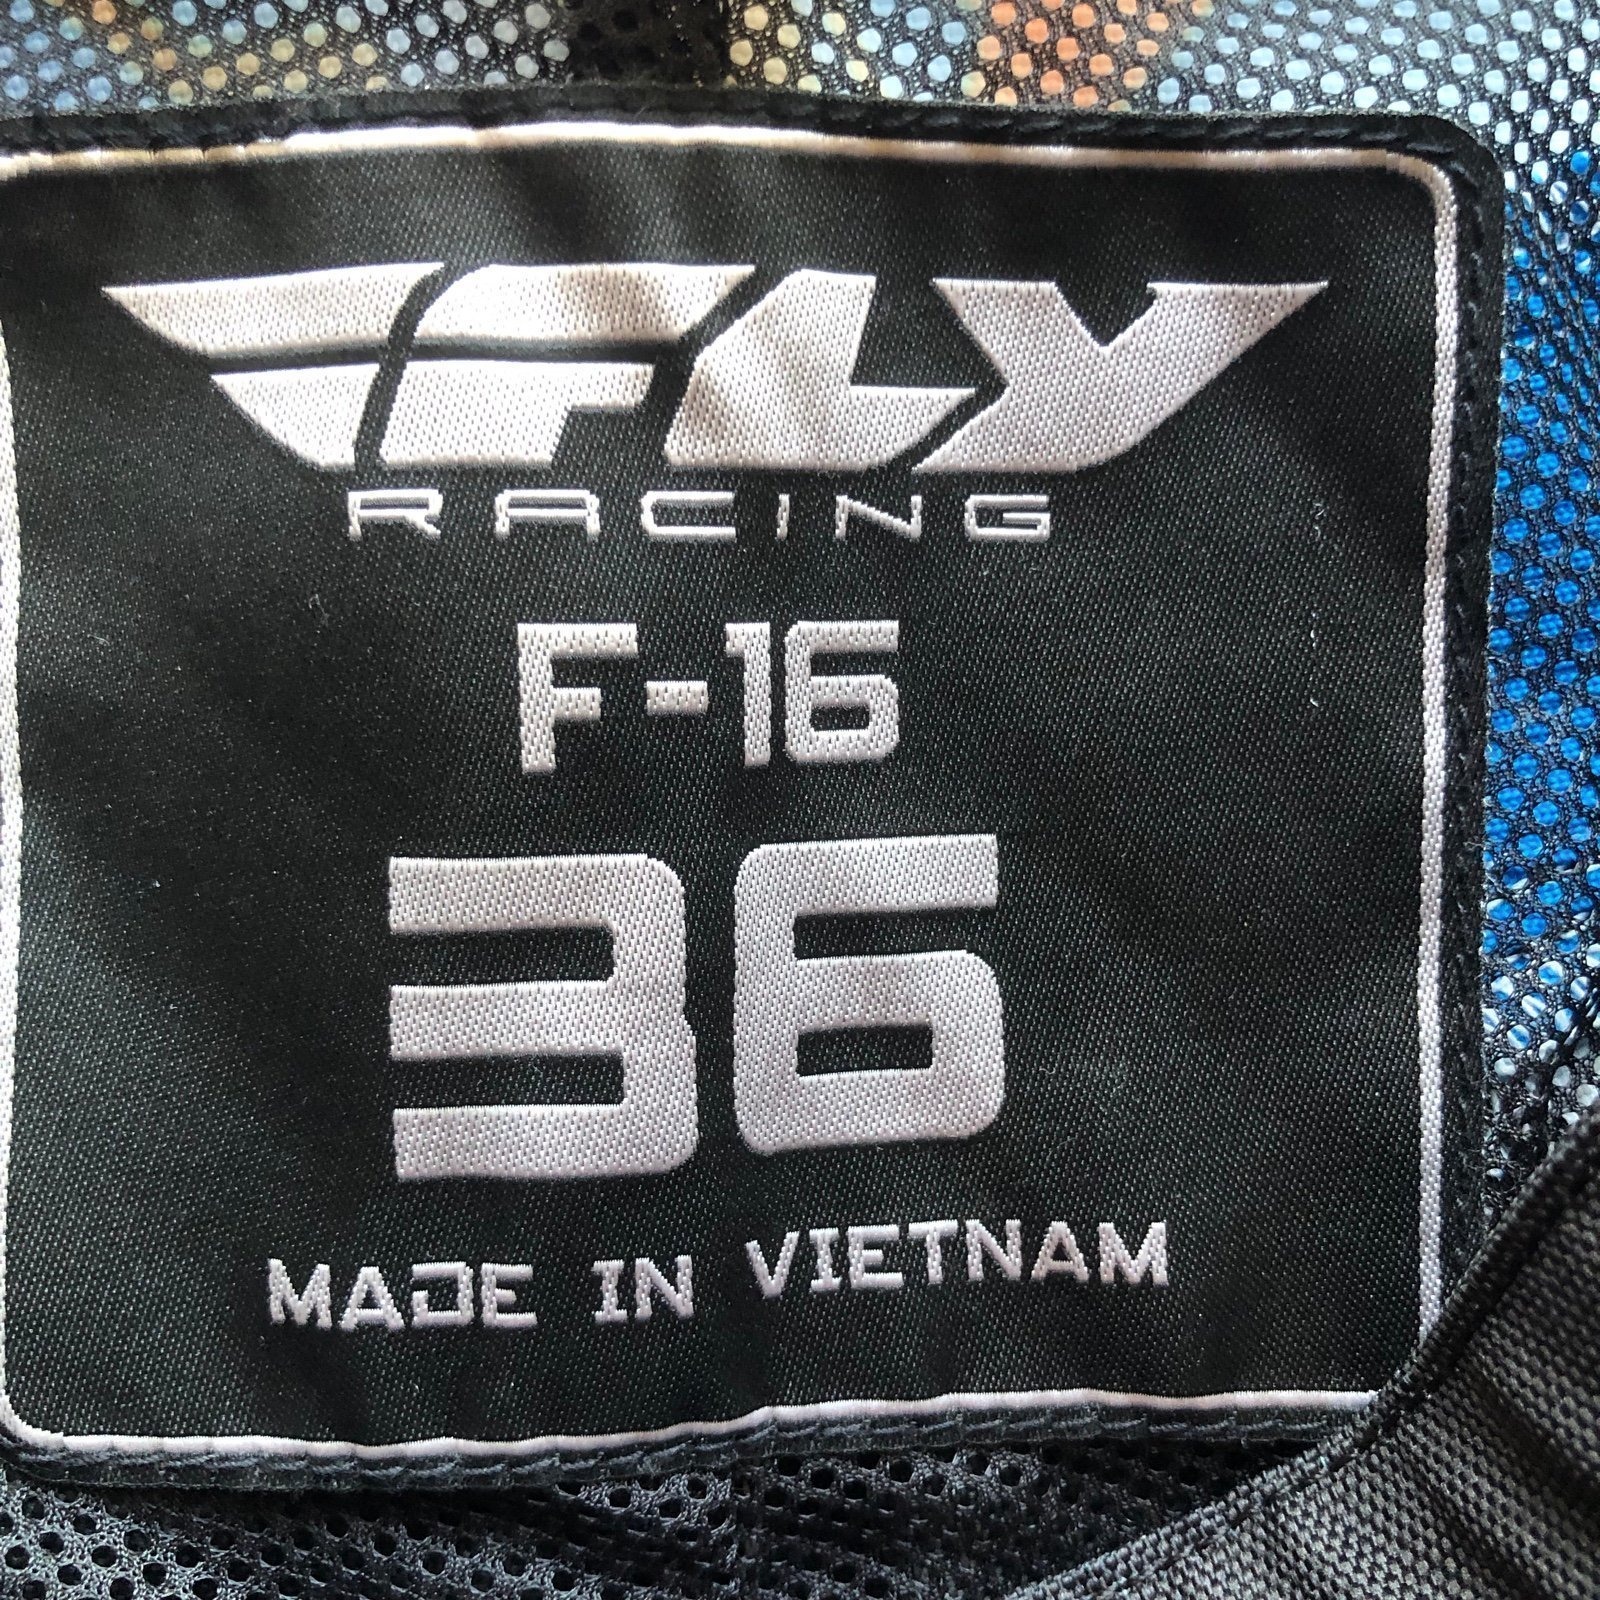 FLY
RACING
F-16
36
MADE IN VIETNAM